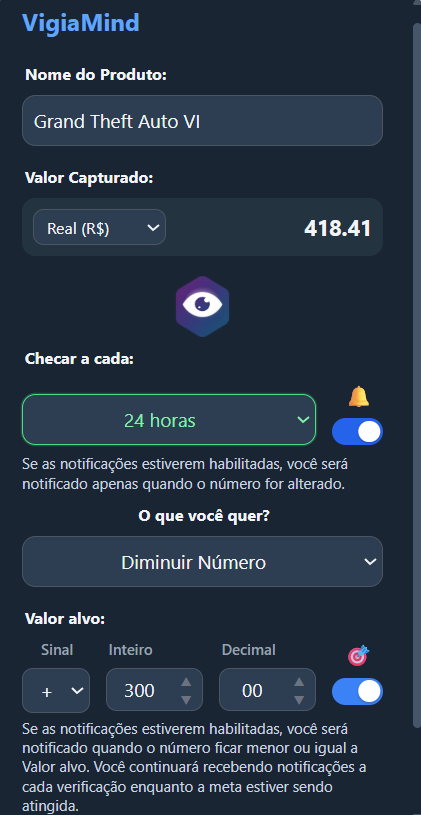 VigiaMind
Nome do Produto:
Grand Theft Auto VI
Valor Capturado:
Real (R$)
418.41
Checar a cada:
24 horas
Se as notificações estiverem habilitadas, você será
notificado apenas quando o número for alterado.
O que você quer?
Diminuir Número
Valor alvo:
Sinal
Inteiro
Decimal
+
300
00
Se as notificações estiverem habilitadas, você será
notificado quando o número ficar menor ou igual a
Valor alvo. Você continuará recebendo notificações a
cada verificação enquanto a meta estiver sendo
atingida.